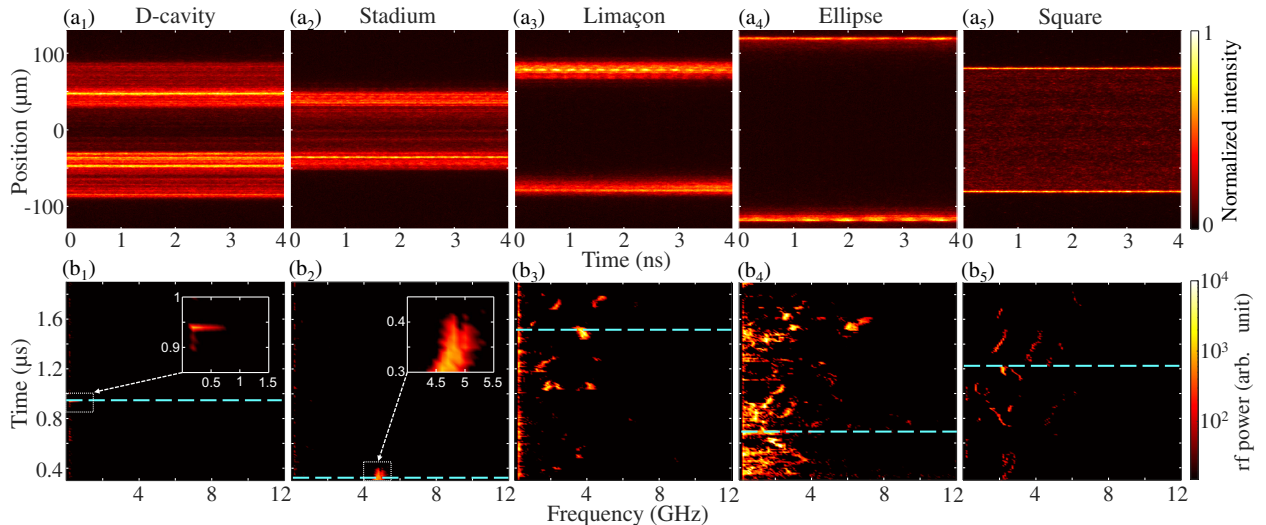 D-cavity Stadium Limaçon Ellipse Square
(a1) (a2) (a3) (a4) (a5)
Position (µm)
100
0
-100
0 1 2 3 4
0 1 2 3 4
0 1 2 3 4
0 1 2 3 4
0 1 2 3 4
Time (ns)
1
0
Normalized intensity
(b1) (b2) (b3) (b4) (b5)
Time (µs)
1.6
1.2
0.8
0.4
1
0.9
0.5 1 1.5
0.4
0.3
4.5 5 5.5
4 8 12
4 8 12
4 8 12
4 8 12
4 8 12
Frequency (GHz)
10^4
10^3
10^2
rf power (arb. unit)